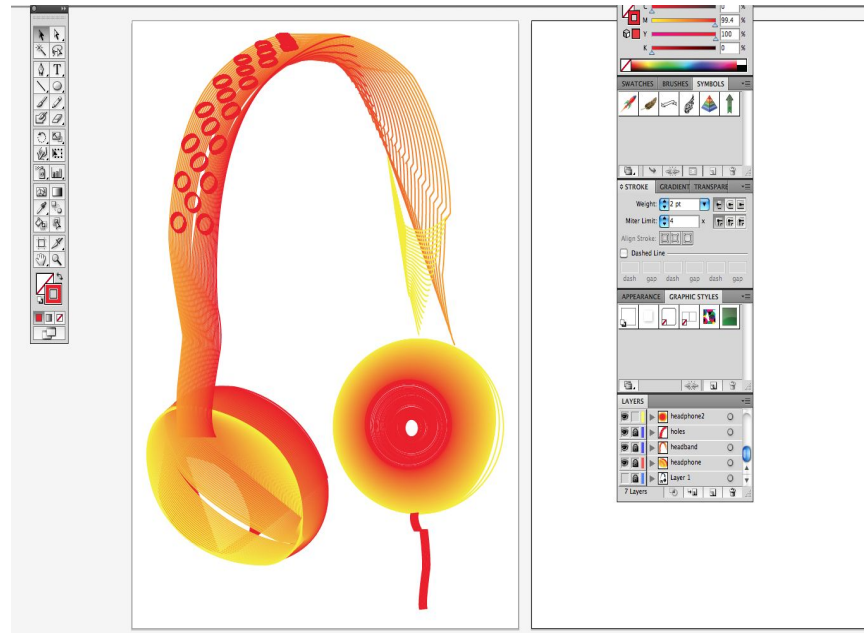 M 99.4 %
Y 100 %
K 0 %
SWATCHES BRUSHES SYMBOLS
STROKE GRADIENT TRANSPARE
Weight: 2 pt
Miter Limit: 4 x
Align Stroke:
Dashed Line
dash gap dash gap dash gap
APPEARANCE GRAPHIC STYLES
LAYERS
headphone2
holes
headband
headphone
Layer 1
7 Layers
T